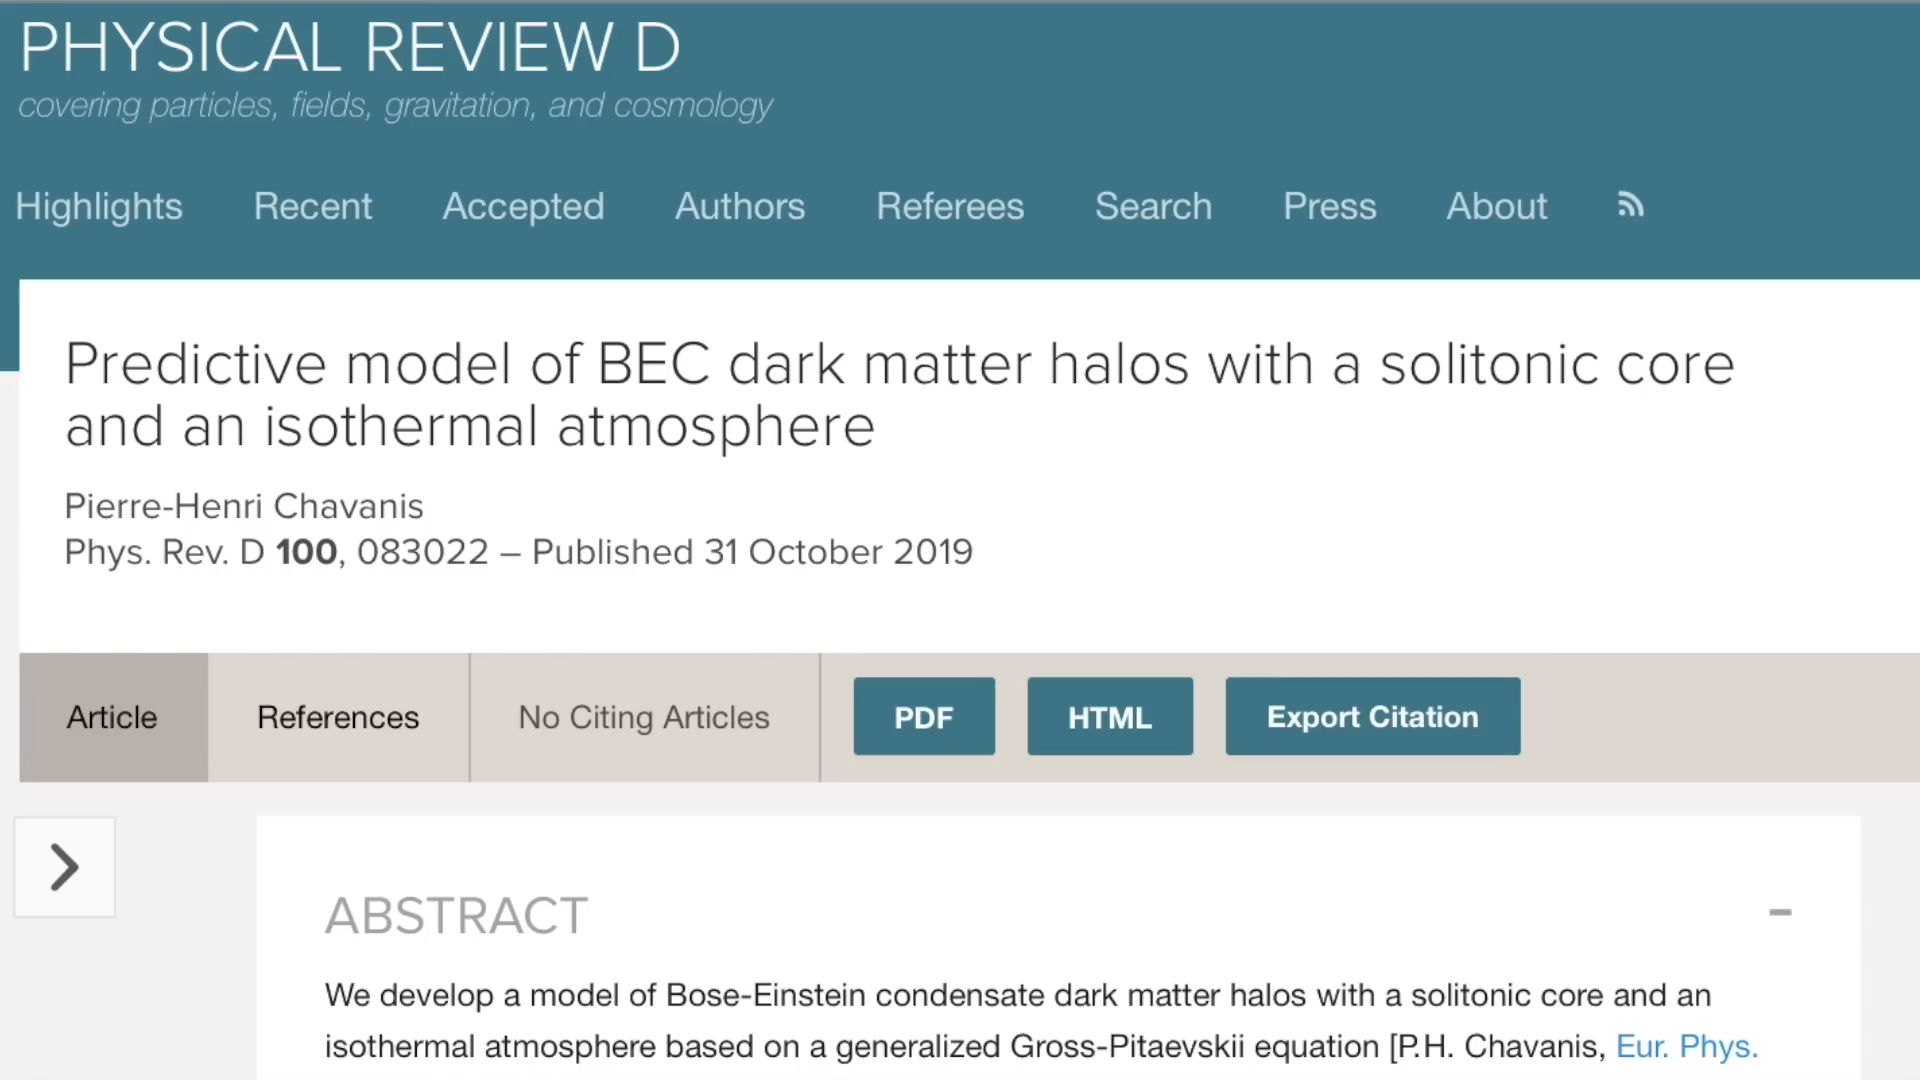 PHYSICAL REVIEW D
covering particles, fields, gravitation, and cosmology
Highlights Recent Accepted Authors Referees Search Press About
Predictive model of BEC dark matter halos with a solitonic core
and an isothermal atmosphere
Pierre-Henri Chavanis
Phys. Rev. D 100, 083022 – Published 31 October 2019
Article References No Citing Articles PDF HTML Export Citation
ABSTRACT
We develop a model of Bose-Einstein condensate dark matter halos with a solitonic core and an
isothermal atmosphere based on a generalized Gross-Pitaevskii equation [P.H. Chavanis, Eur. Phys.